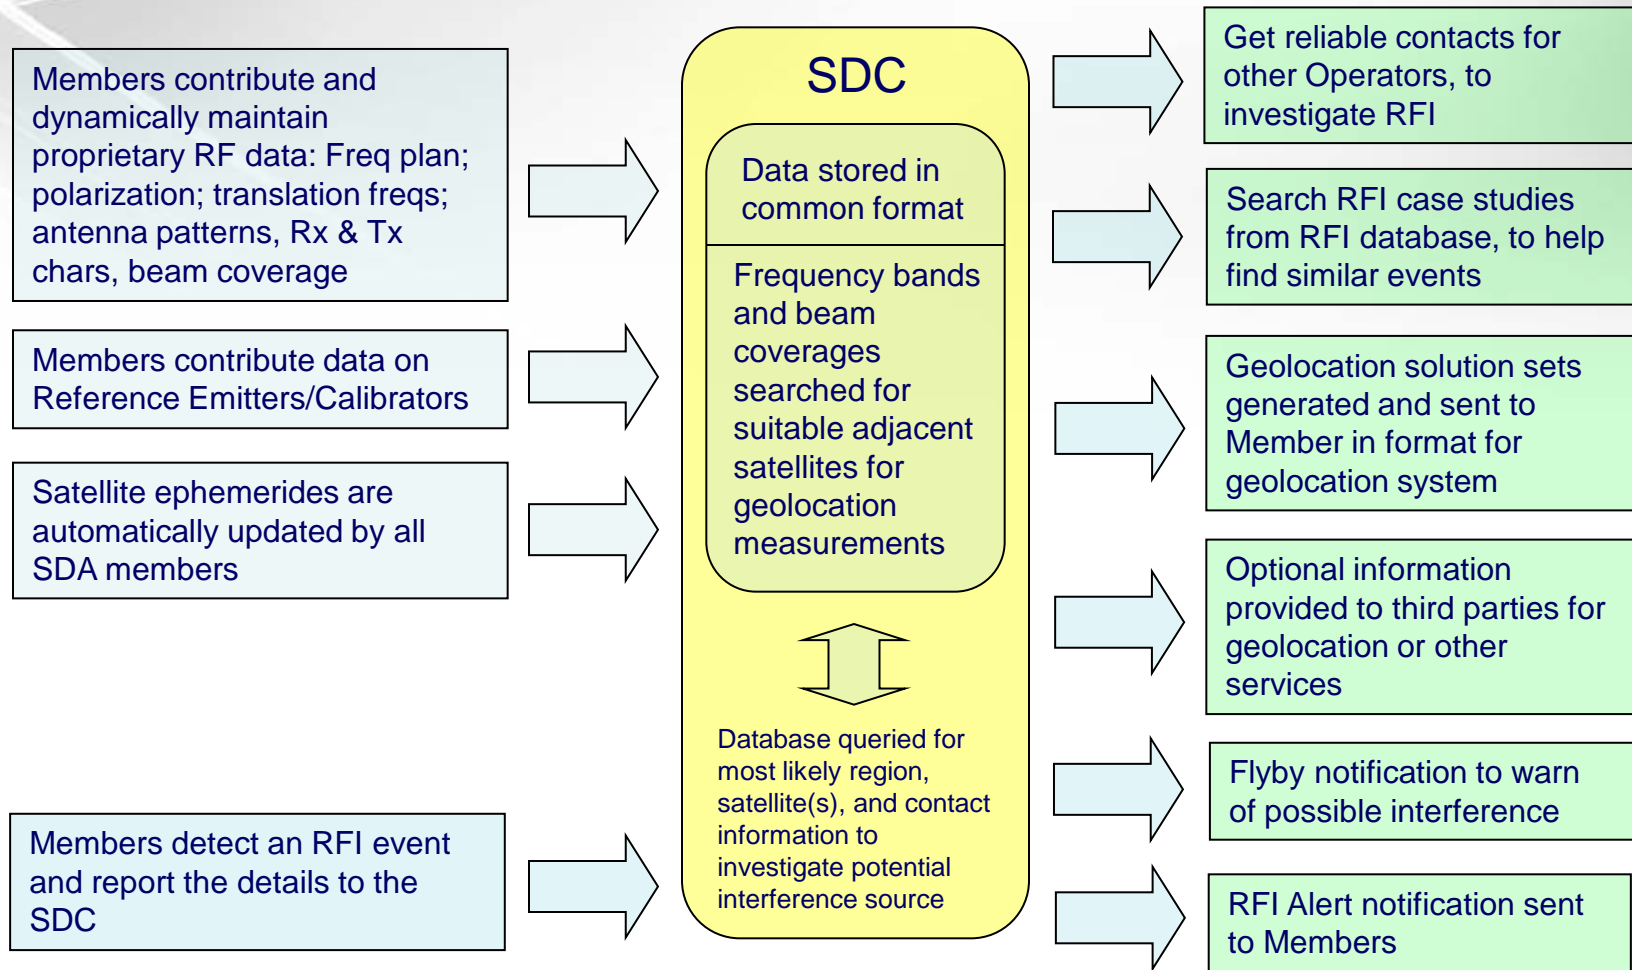 Members contribute and
dynamically maintain
proprietary RF data: Freq plan;
polarization; translation freqs;
antenna patterns, Rx & Tx
chars, beam coverage
Members contribute data on
Reference Emitters/Calibrators
Satellite ephemerides are
automatically updated by all
SDA members
Members detect an RFI event
and report the details to the
SDC
SDC
Data stored in
common format
Frequency bands
and beam
coverages
searched for
suitable adjacent
satellites for
geolocation
measurements
Database queried for
most likely region,
satellite(s), and contact
information to
investigate potential
interference source
Get reliable contacts for
other Operators, to
investigate RFI
Search RFI case studies
from RFI database, to help
find similar events
Geolocation solution sets
generated and sent to
Member in format for
geolocation system
Optional information
provided to third parties for
geolocation or other
services
Flyby notification to warn
of possible interference
RFI Alert notification sent
to Members